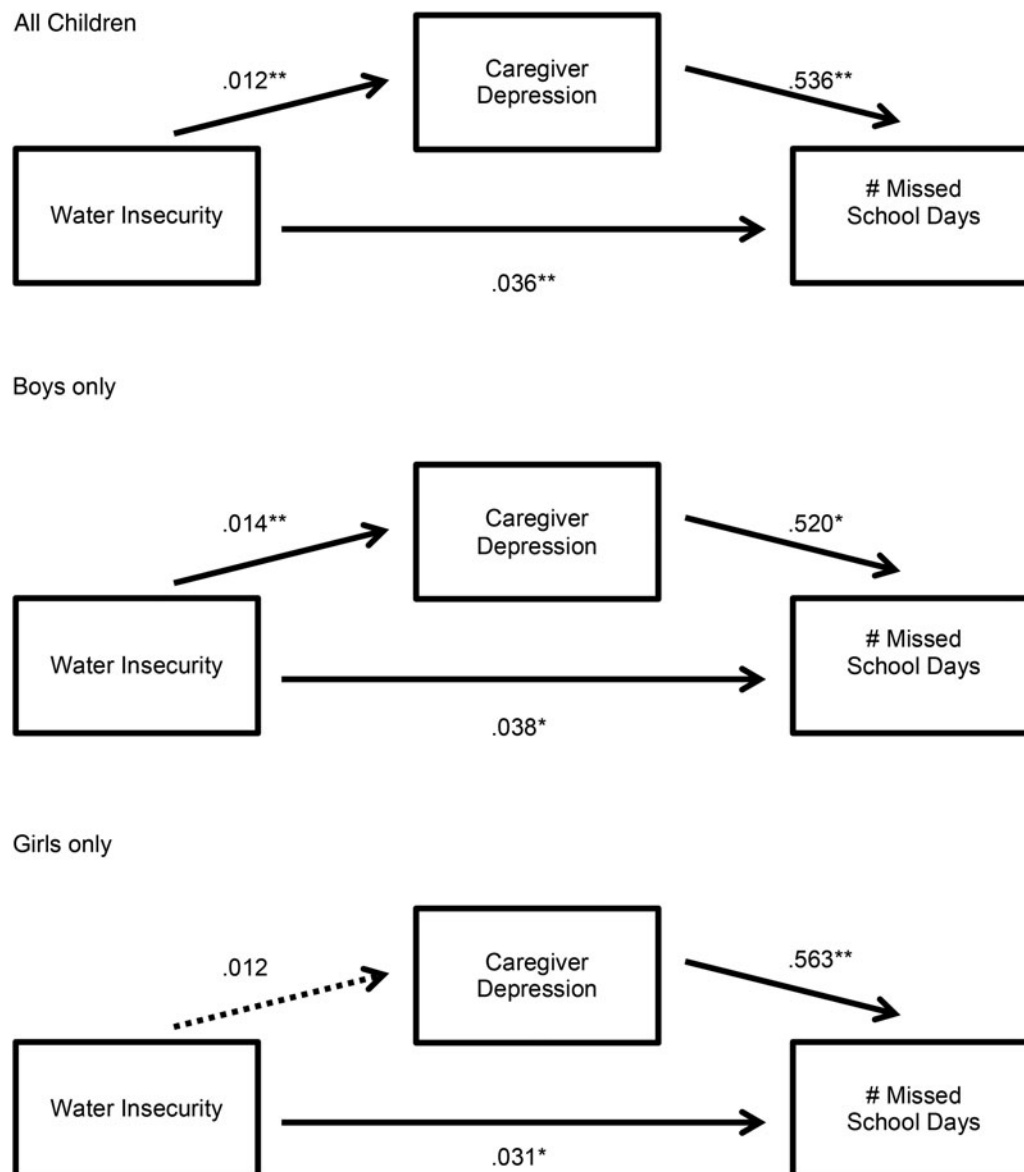 All Children
.012**
Caregiver
Depression
.536**
Water Insecurity
# Missed
School Days
.036**
Boys only
.014**
Caregiver
Depression
.520*
Water Insecurity
# Missed
School Days
.038*
Girls only
.012
Caregiver
Depression
.563**
Water Insecurity
# Missed
School Days
.031*